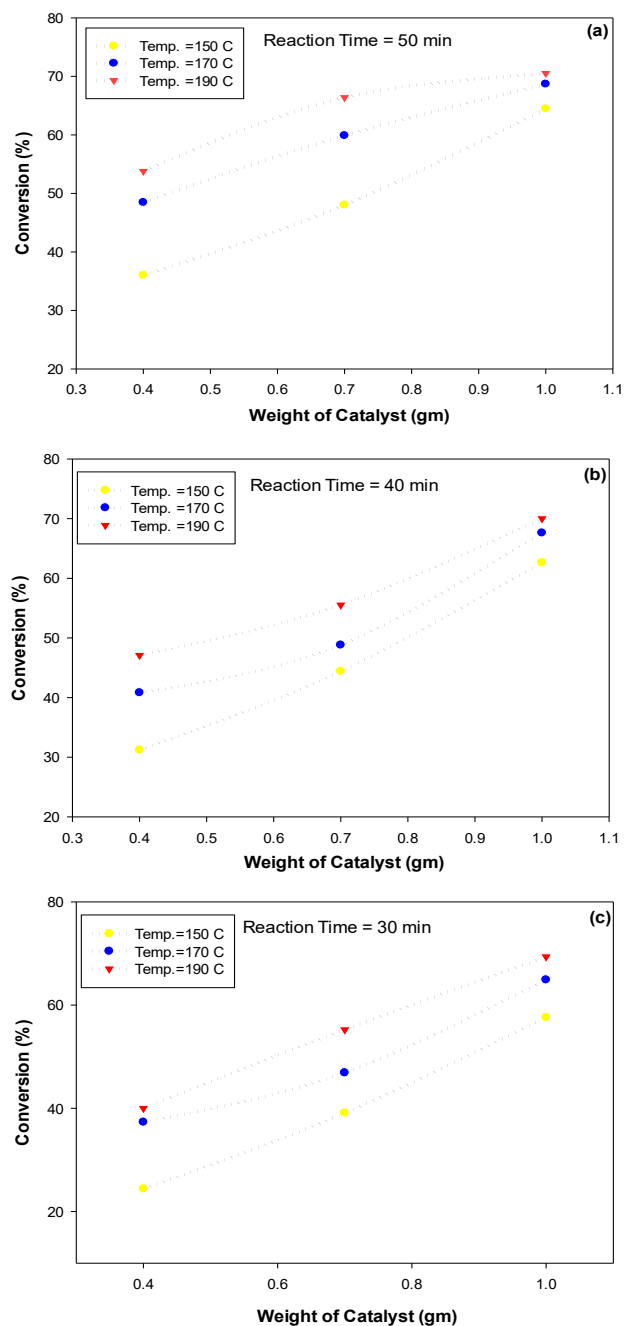 (a)
Reaction Time = 50 min
Temp. =150 C
Temp. =170 C
Temp. =190 C
80
70
60
50
40
30
20
Conversion (%)
0.3 0.4 0.5 0.6 0.7 0.8 0.9 1.0 1.1
Weight of Catalyst (gm)
(b)
Reaction Time = 40 min
Temp. =150 C
Temp. =170 C
Temp. =190 C
80
70
60
50
40
30
20
Conversion (%)
0.3 0.4 0.5 0.6 0.7 0.8 0.9 1.0 1.1
Weight of Catalyst (gm)
(c)
Reaction Time = 30 min
Temp.=150 C
Temp.=170 C
Temp.=190 C
80
60
40
20
Conversion (%)
0.4 0.6 0.8 1.0
Weight of Catalyst (gm)